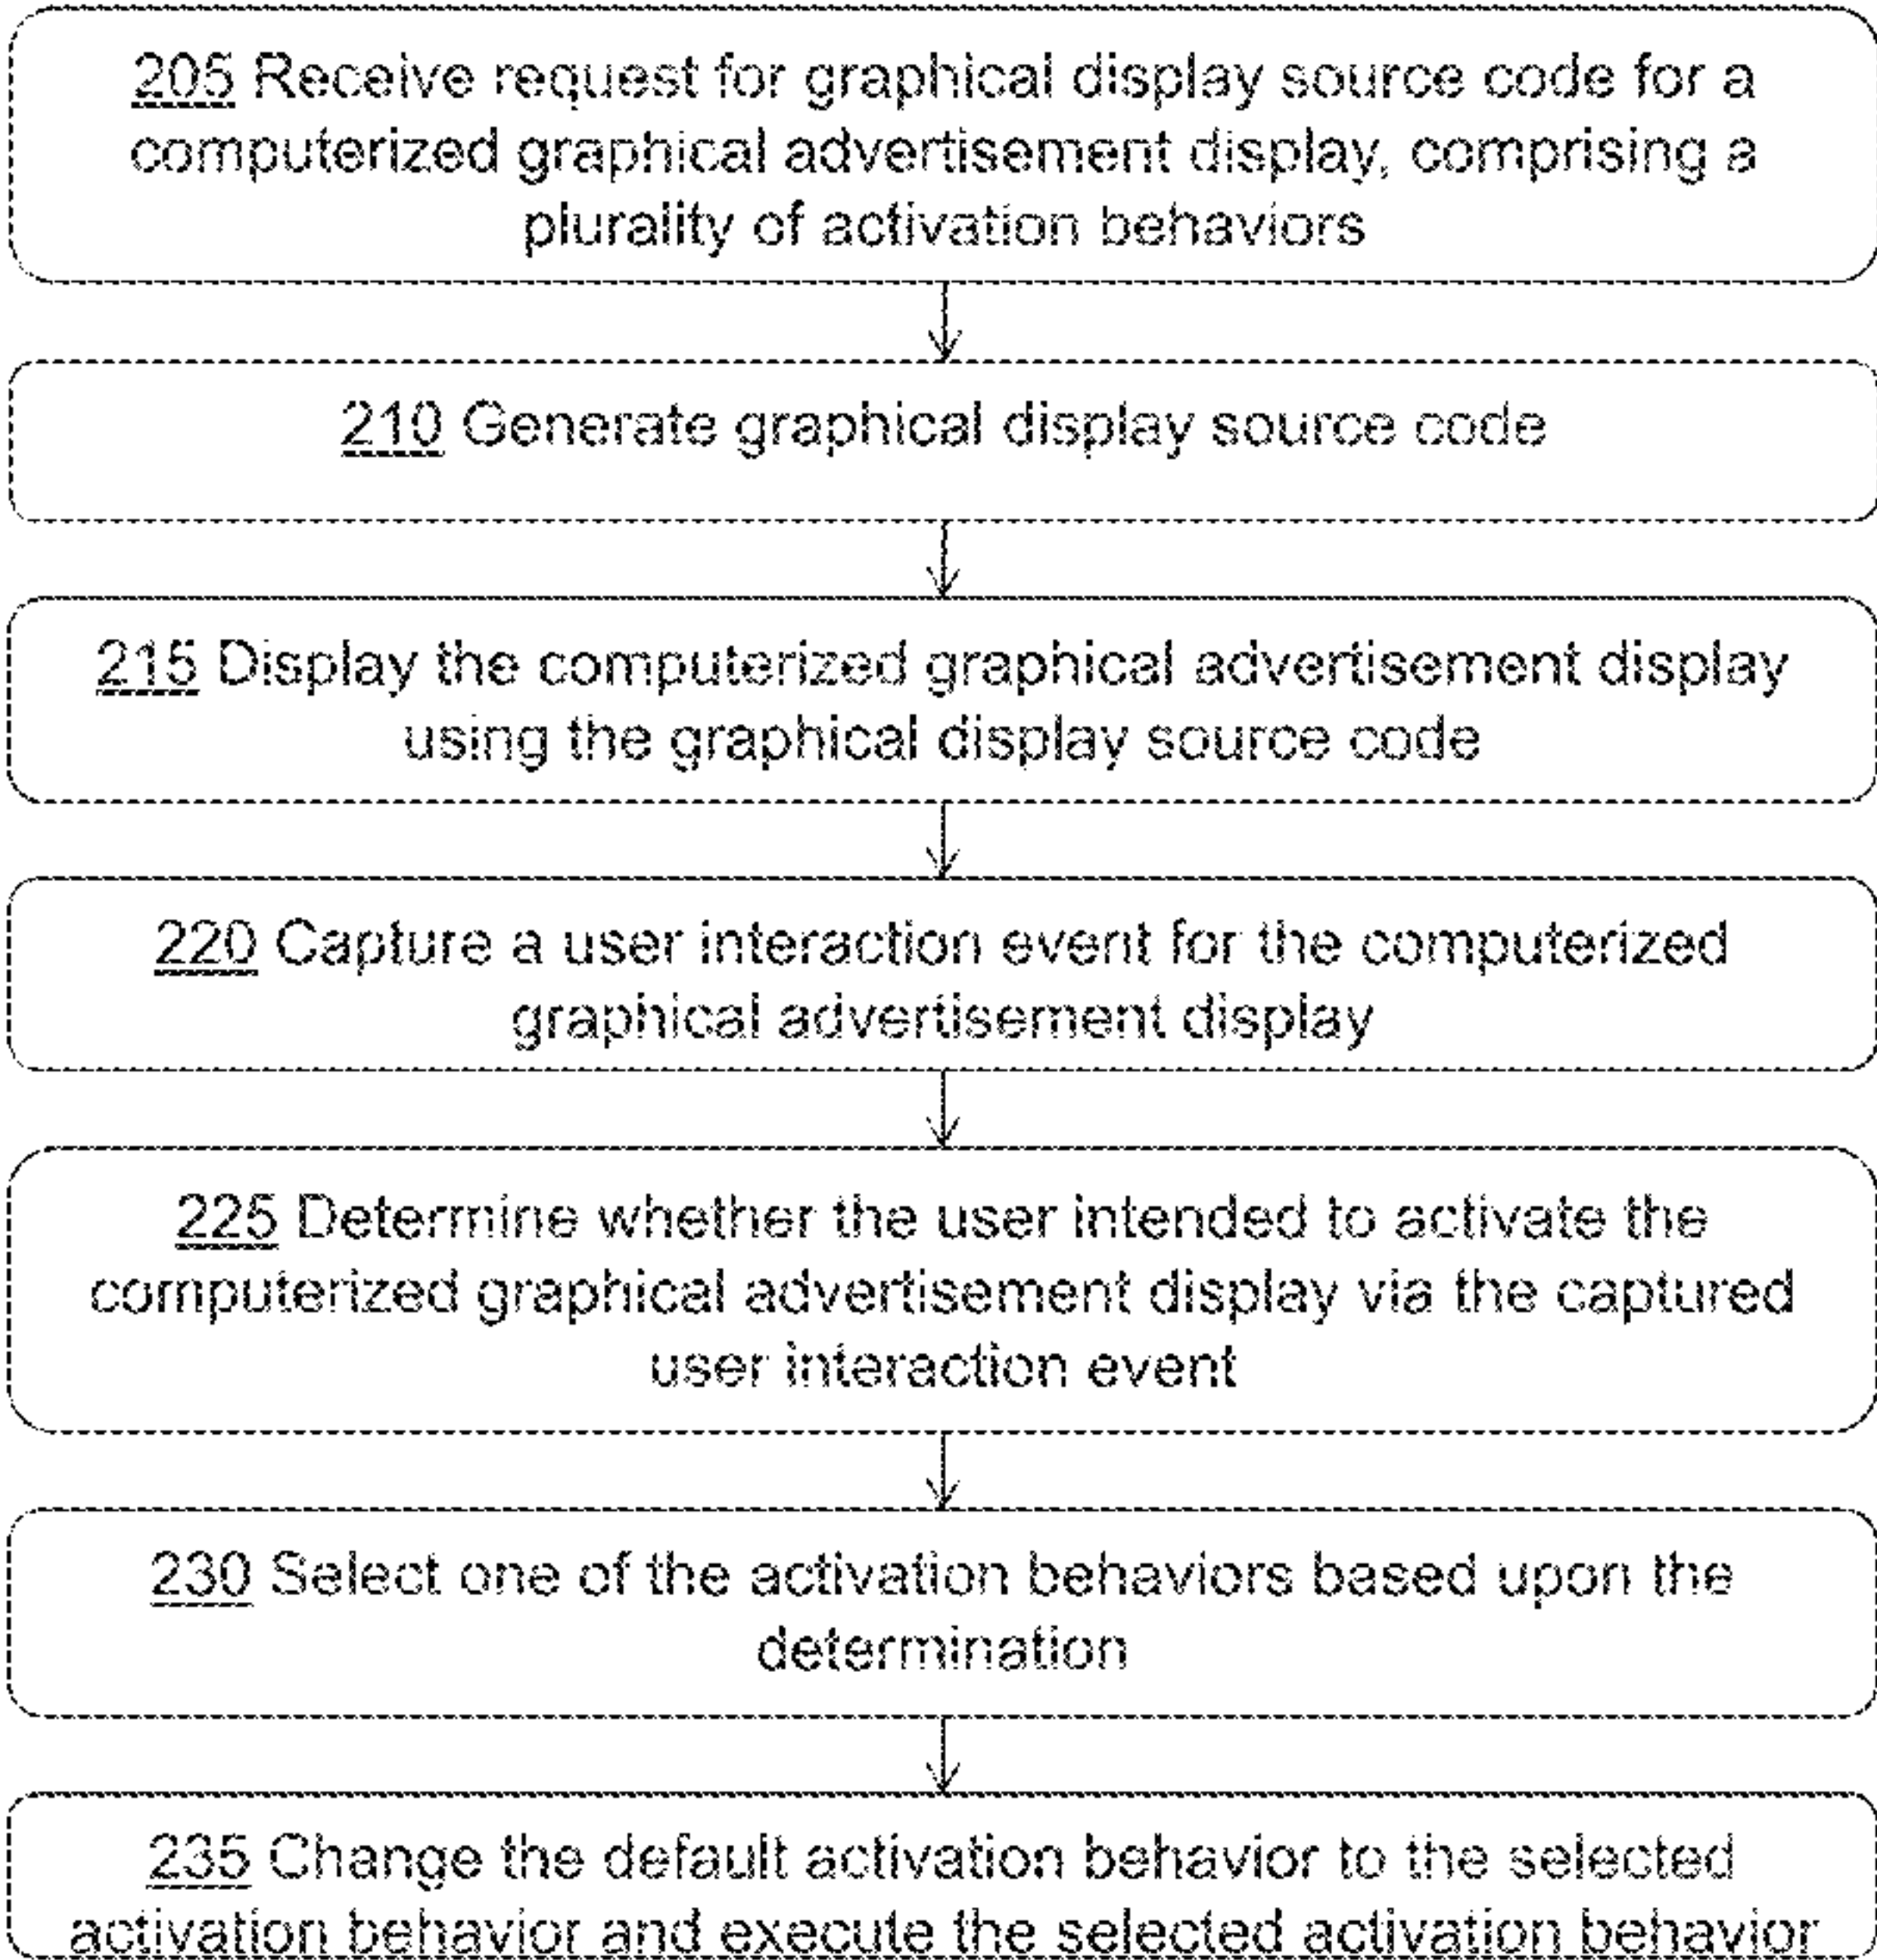 205 Receive request for graphical display source code for a
computerized graphical advertisement display, comprising a
plurality of activation behaviors
210 Generate graphical display source code
215 Display the computerized graphical advertisement display
using the graphical display source code
220 Capture a user interaction event for the computerized
graphical advertisement display
225 Determine whether the user intended to activate the
computerized graphical advertisement display via the captured
user interaction event
230 Select one of the activation behaviors based upon the
determination
235 Change the default activation behavior to the selected
activation behavior and execute the selected activation behavior